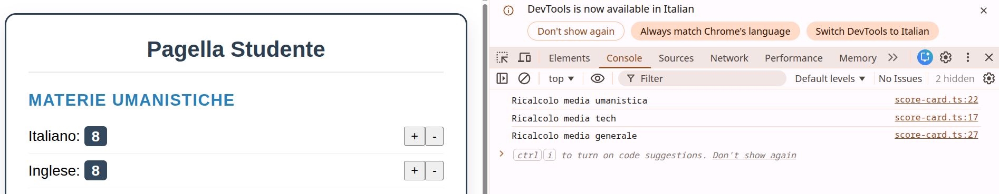 Pagella Studente
MATERIE UMANISTICHE
Italiano: 8 + -
Inglese: 8 + -
DevTools is now available in Italian
Don't show again Always match Chrome's language Switch DevTools to Italian
Elements Console Sources Network Performance Memory
top Filter Default levels No Issues 2 hidden
Ricalcolo media umanistica score-card.ts:22
Ricalcolo media tech score-card.ts:17
Ricalcolo media generale score-card.ts:27
ctrl i to turn on code suggestions. Don't show again